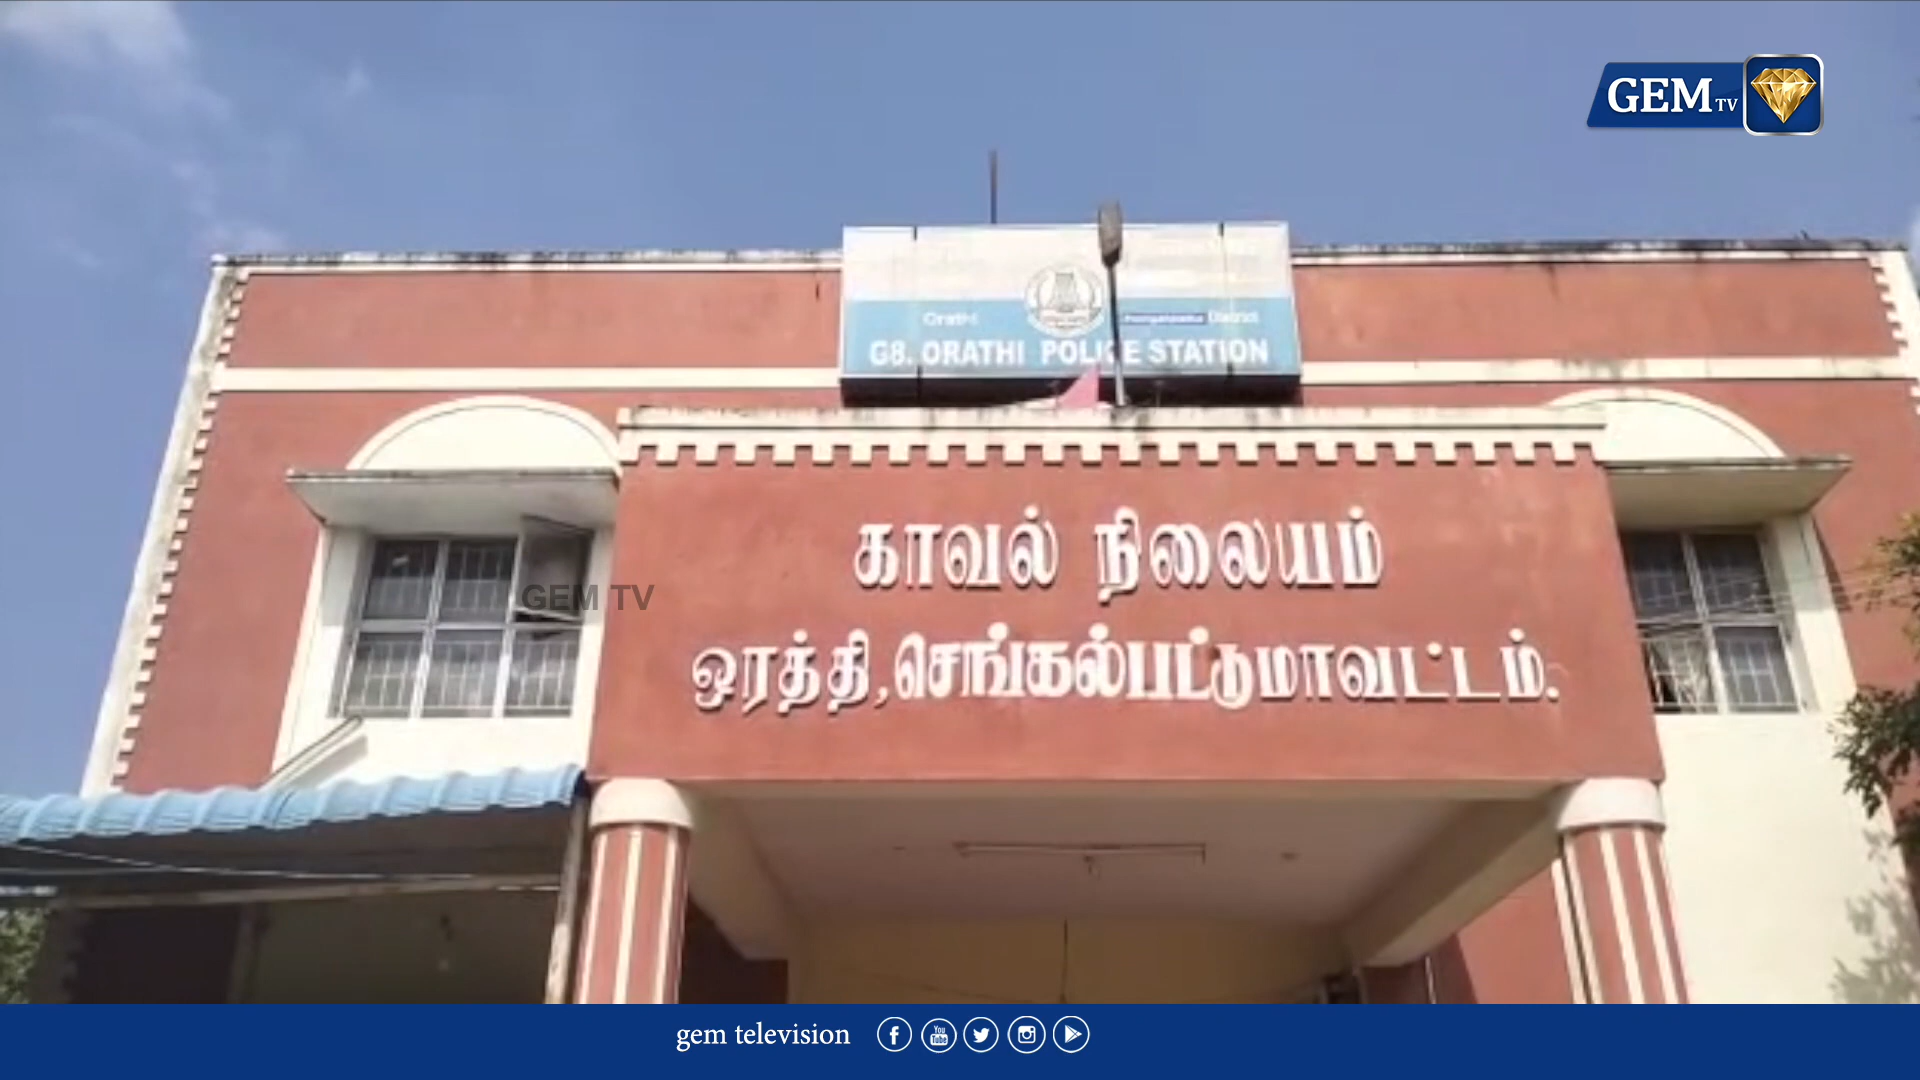 GEM TV
Orathi District
G8. ORATHI POLICE STATION
காவல் நிலையம்
GEM TV
ஒரத்தி, செங்கல்பட்டுமாவட்டம்.
gem television